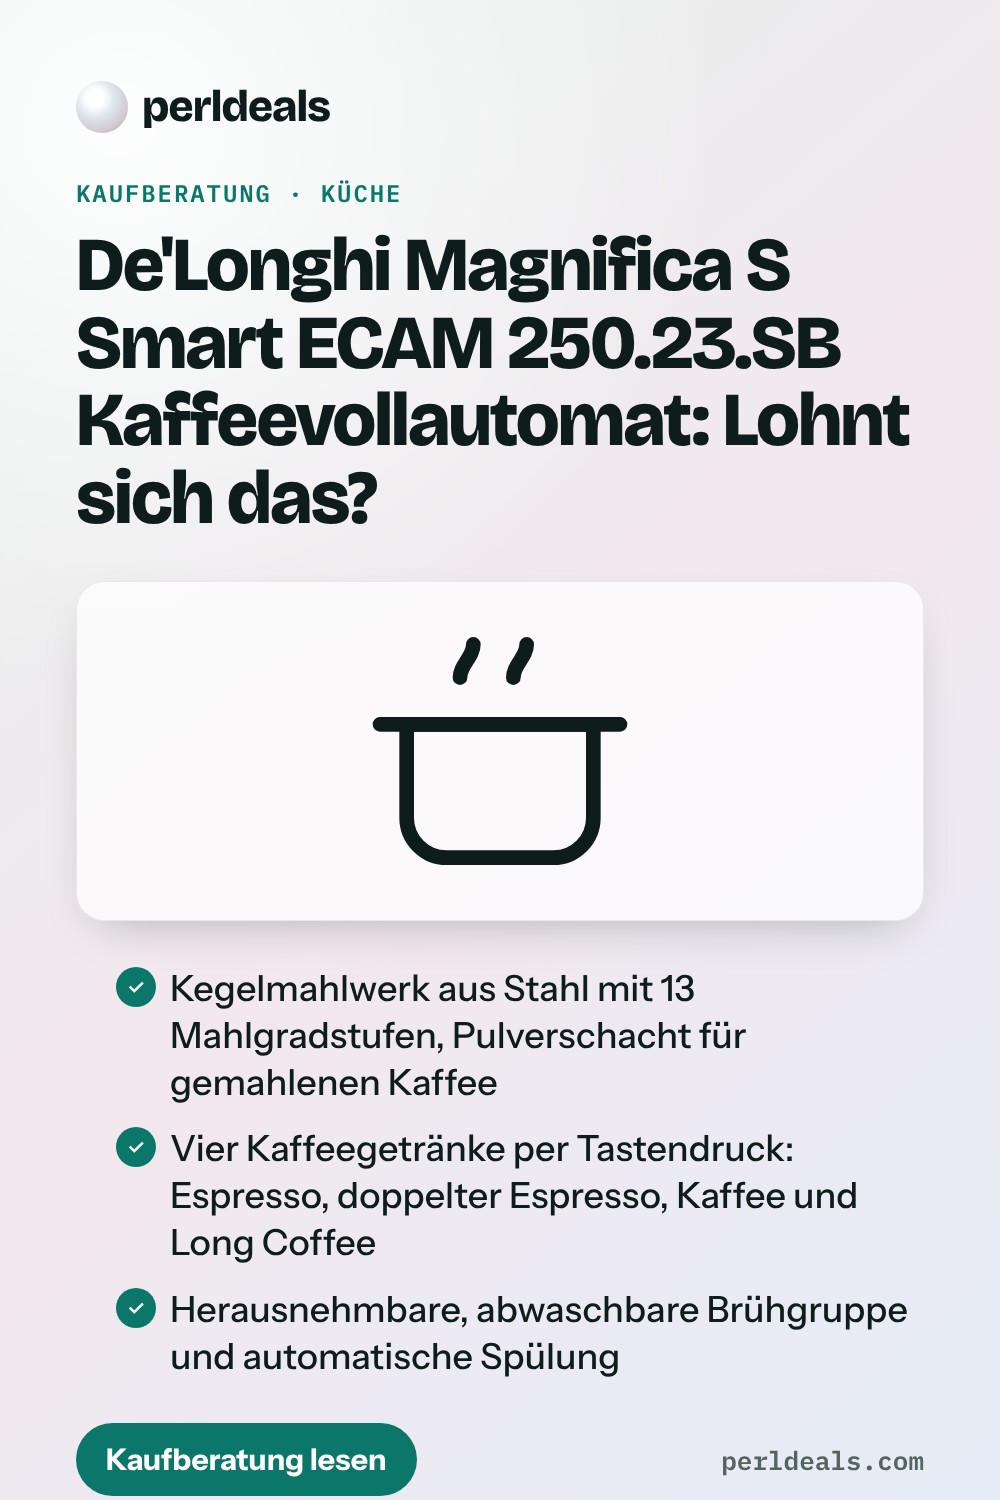 perldeals
KAUFBERATUNG · KÜCHE
De'Longhi Magnifica S
Smart ECAM 250.23.SB
Kaffeevollautomat: Lohnt
sich das?
Kegelmahlwerk aus Stahl mit 13
Mahlgradstufen, Pulverschacht für
gemahlenen Kaffee
Vier Kaffeegetränke per Tastendruck:
Espresso, doppelter Espresso, Kaffee und
Long Coffee
Herausnehmbare, abwaschbare Brühgruppe
und automatische Spülung
Kaufberatung lesen
perldeals.com